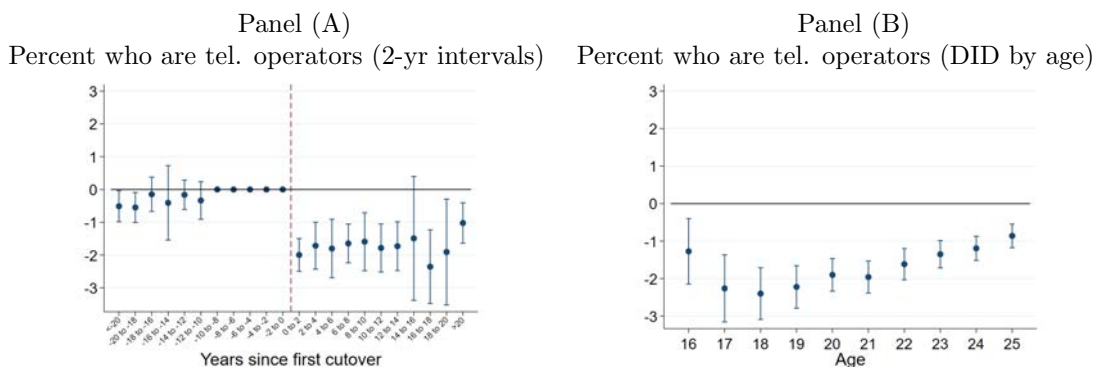 Panel (A)
Percent who are tel. operators (2-yr intervals)
3
2
1
0
-1
-2
-3
<-20
-20 to -18
-18 to -16
-16 to -14
-14 to -12
-12 to -10
-10 to -8
-8 to -6
-6 to -4
-4 to -2
-2 to 0
0 to 2
2 to 4
4 to 6
6 to 8
8 to 10
10 to 12
12 to 14
14 to 16
16 to 18
18 to 20
>20
Years since first cutover
Panel (B)
Percent who are tel. operators (DID by age)
3
2
1
0
-1
-2
-3
16 17 18 19 20 21 22 23 24 25
Age